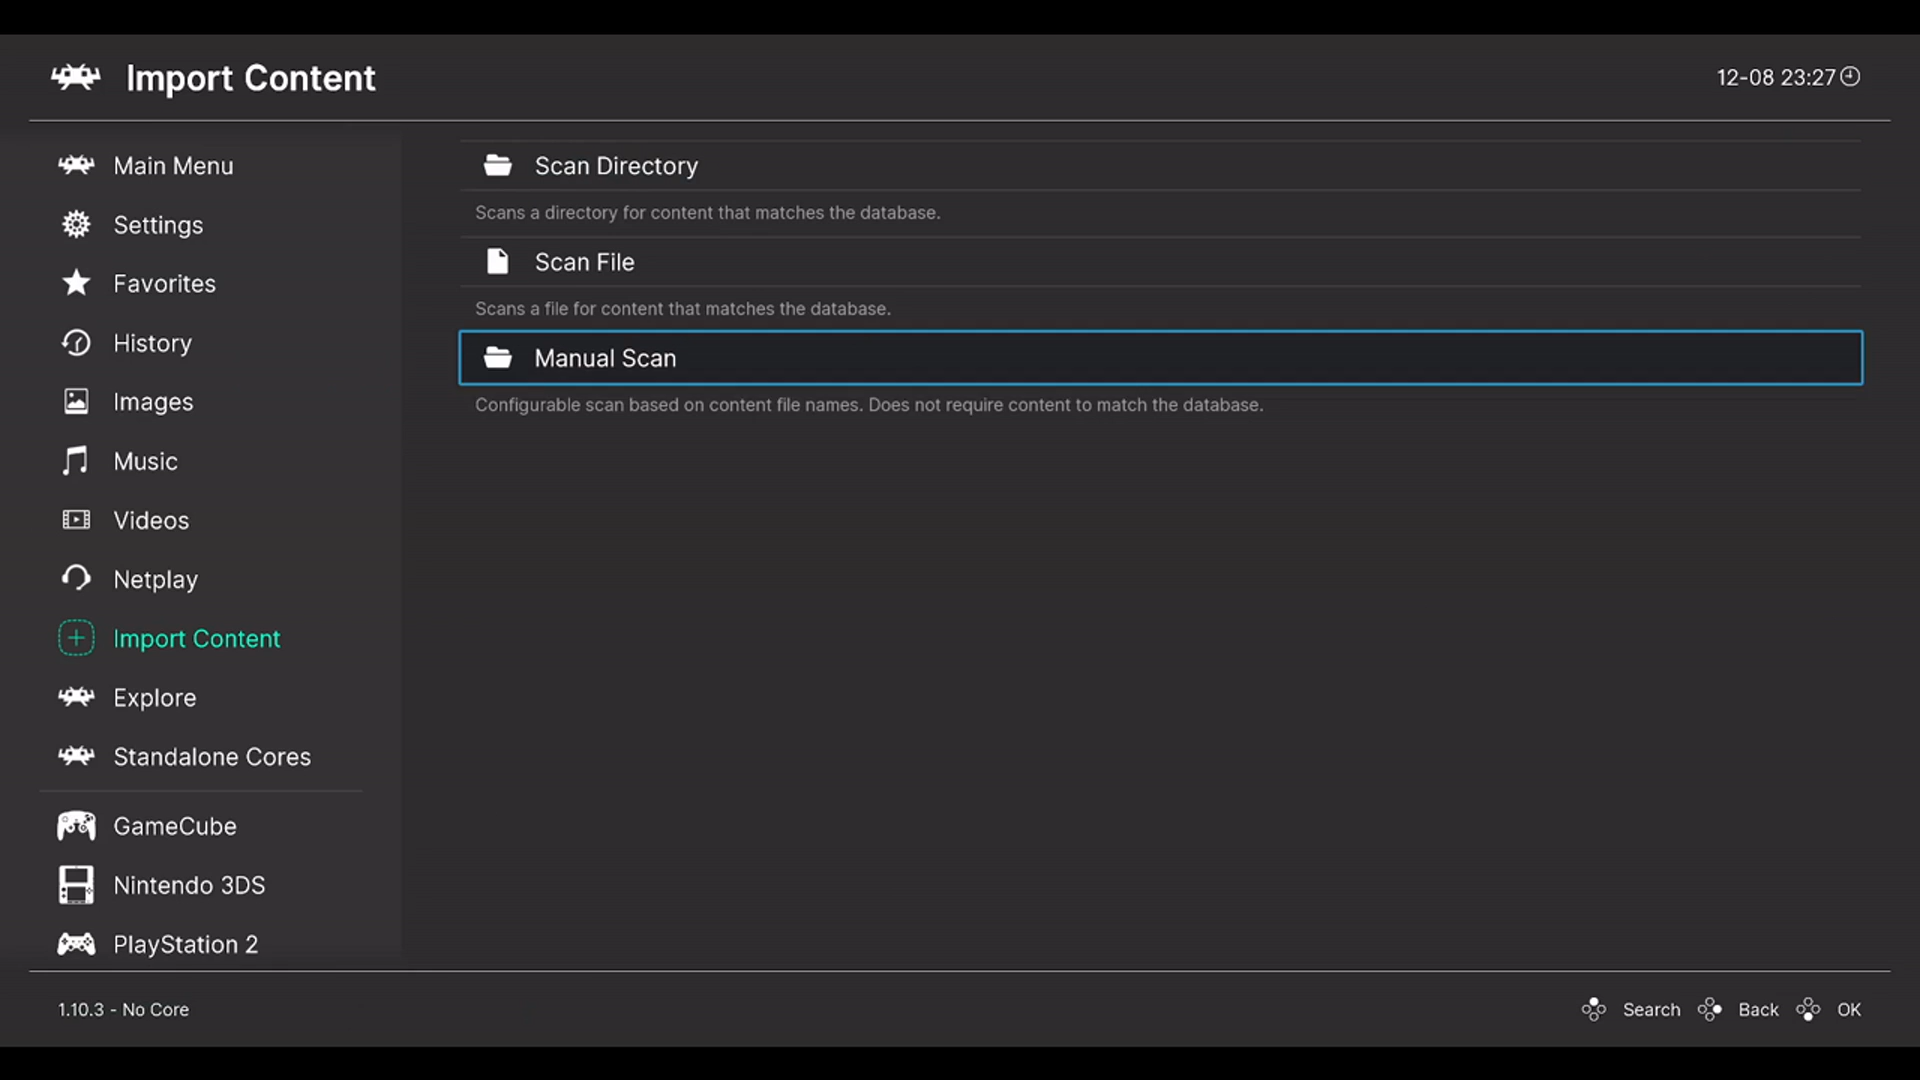 Import Content
12-08 23:27
Main Menu
Settings
Favorites
History
Images
Music
Videos
Netplay
Import Content
Explore
Standalone Cores
GameCube
Nintendo 3DS
PlayStation 2
Scan Directory
Scans a directory for content that matches the database.
Scan File
Scans a file for content that matches the database.
Manual Scan
Configurable scan based on content file names. Does not require content to match the database.
1.10.3 - No Core
Search Back OK